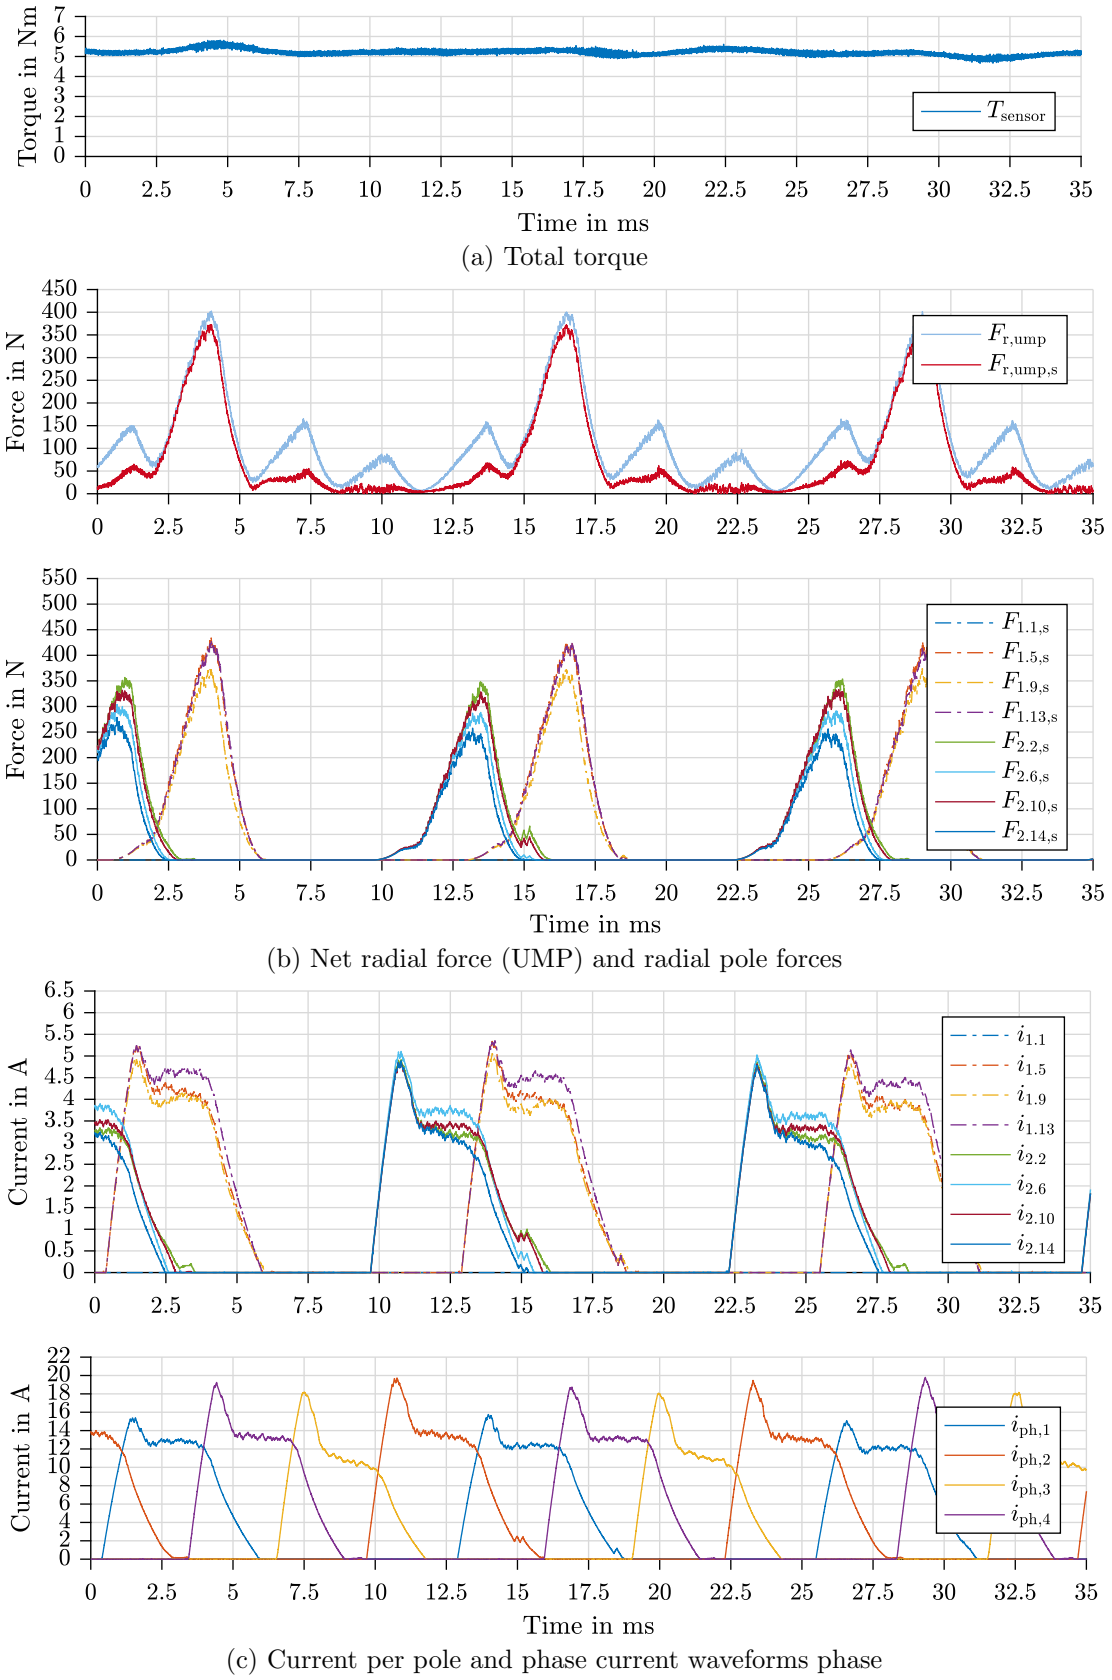 Torque in Nm
7
6
5
4
3
2
1
0
T_sensor
0 2.5 5 7.5 10 12.5 15 17.5 20 22.5 25 27.5 30 32.5 35
Time in ms
(a) Total torque
Force in N
450
400
350
300
250
200
150
100
50
0
F_r,ump
F_r,ump,s
0 2.5 5 7.5 10 12.5 15 17.5 20 22.5 25 27.5 30 32.5 35
Force in N
550
500
450
400
350
300
250
200
150
100
50
0
F_1.1,s
F_1.5,s
F_1.9,s
F_1.13,s
F_2.2,s
F_2.6,s
F_2.10,s
F_2.14,s
0 2.5 5 7.5 10 12.5 15 17.5 20 22.5 25 27.5 30 32.5 35
Time in ms
(b) Net radial force (UMP) and radial pole forces
Current in A
6.5
6
5.5
5
4.5
4
3.5
3
2.5
2
1.5
1
0.5
0
i_1.1
i_1.5
i_1.9
i_1.13
i_2.2
i_2.6
i_2.10
i_2.14
0 2.5 5 7.5 10 12.5 15 17.5 20 22.5 25 27.5 30 32.5 35
Current in A
22
20
18
16
14
12
10
8
6
4
2
0
i_ph,1
i_ph,2
i_ph,3
i_ph,4
0 2.5 5 7.5 10 12.5 15 17.5 20 22.5 25 27.5 30 32.5 35
Time in ms
(c) Current per pole and phase current waveforms phase